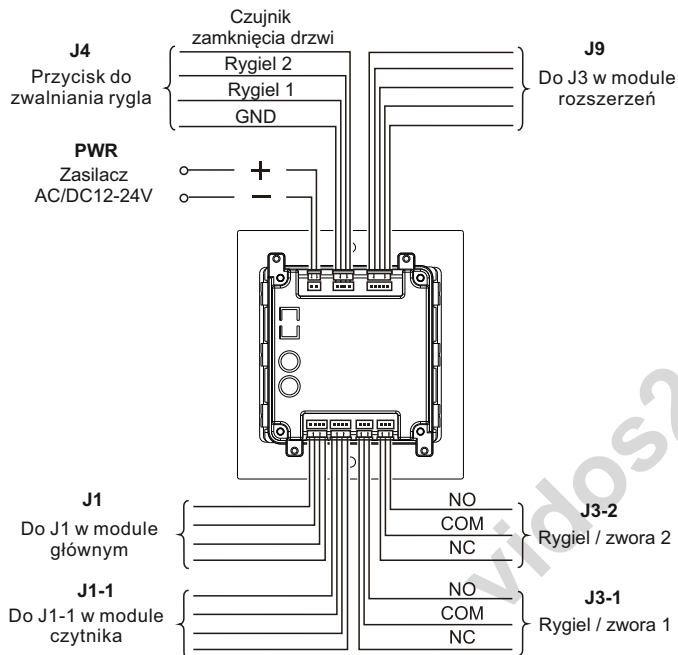 Czujnik
zamknięcia drzwi
J4
Przycisk do
zwalniania rygla
Rygiel 2
Rygiel 1
GND
J9
Do J3 w module
rozszerzeń
PWR
Zasilacz
AC/DC12-24V
+
−
J1
Do J1 w module
głównym
J1-1
Do J1-1 w module
czytnika
NO
COM
NC
J3-2
Rygiel / zwora 2
NO
COM
NC
J3-1
Rygiel / zwora 1
vidos2